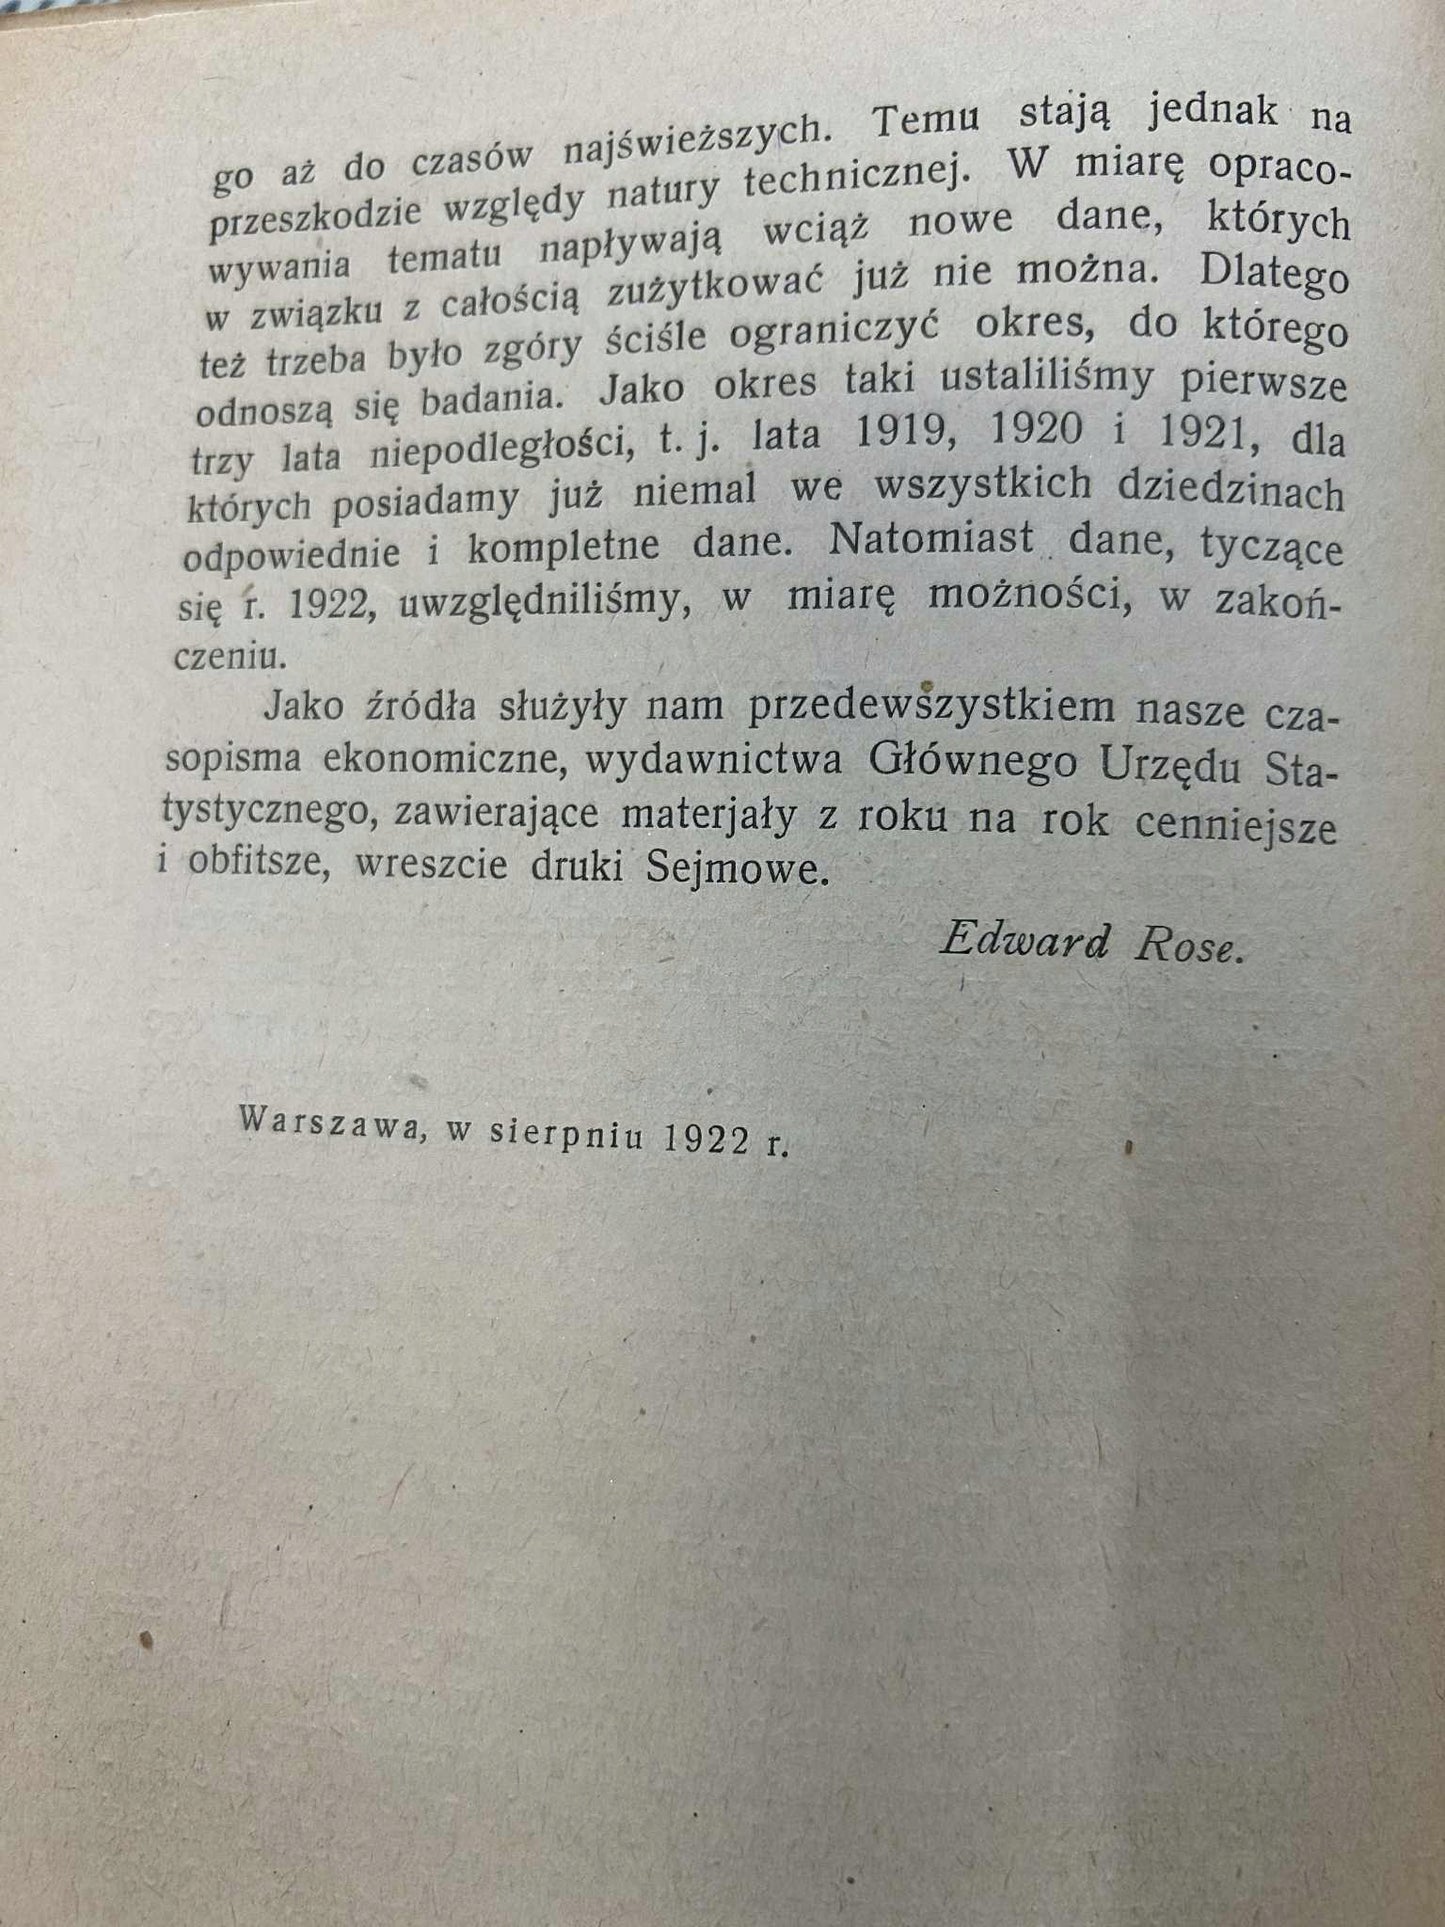 go aż do czasów najświeższych. Temu stają jednak na
przeszkodzie względy natury technicznej. W miarę opraco-
wywania tematu napływają wciąż nowe dane, których
w związku z całością zużytkować już nie można. Dlatego
też trzeba było zgóry ściśle ograniczyć okres, do którego
odnoszą się badania. Jako okres taki ustaliliśmy pierwsze
trzy lata niepodległości, t. j. lata 1919, 1920 i 1921, dla
których posiadamy już niemal we wszystkich dziedzinach
odpowiednie i kompletne dane. Natomiast dane, tyczące
się r. 1922, uwzględniliśmy, w miarę możności, w zakoń-
czeniu.
Jako źródła służyły nam przedewszystkiem nasze cza-
sopisma ekonomiczne, wydawnictwa Głównego Urzędu Sta-
tystycznego, zawierające materjały z roku na rok cenniejsze
i obfitsze, wreszcie druki Sejmowe.
Edward Rose.
Warszawa, w sierpniu 1922 r.